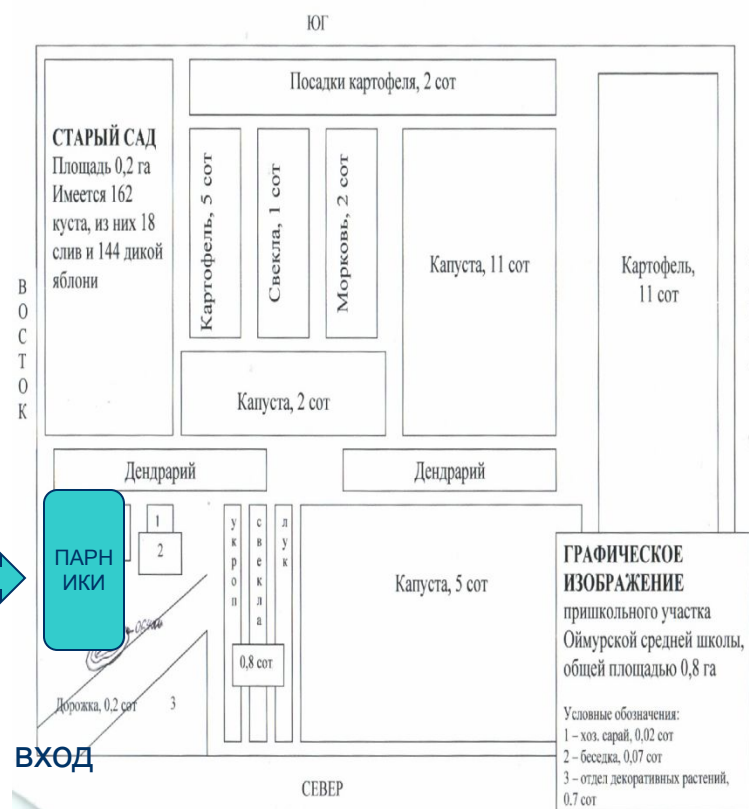 ЮГ
Посадки картофеля, 2 сот
СТАРЫЙ САД
Площадь 0,2 га
Имеется 162
куста, из них 18
слив и 144 дикой
яблони
Картофель, 5 сот
Свекла, 1 сот
Морковь, 2 сот
Капуста, 11 сот
Картофель,
11 сот
ВОСТОК
Капуста, 2 сот
Дендрарий
Дендрарий
1
2
ПАРН
ИКИ
укроп
свекла
лук
0,8 сот
Капуста, 5 сот
Дорожка, 0,2 сот
3
ВХОД
СЕВЕР
ГРАФИЧЕСКОЕ
ИЗОБРАЖЕНИЕ
пришкольного участка
Оймурской средней школы,
общей площадью 0,8 га
Условные обозначения:
1 – хоз. сарай, 0,02 сот
2 – беседка, 0,07 сот
3 – отдел декоративных растений,
0,7 сот